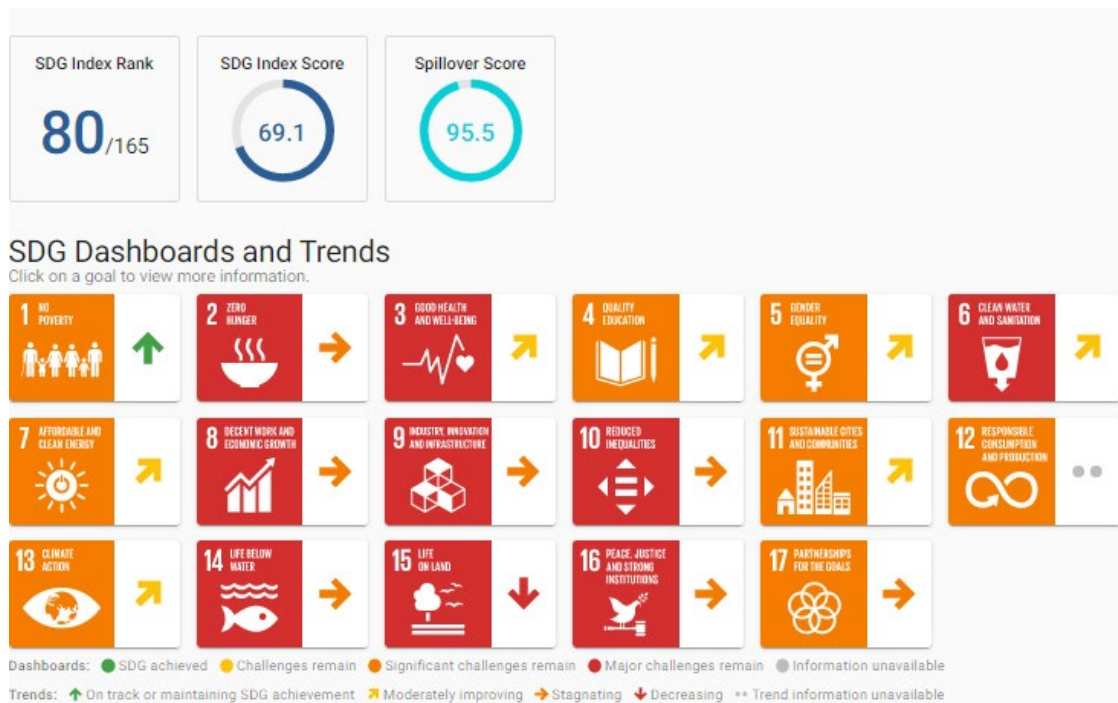 SDG Index Rank
SDG Index Score
Spillover Score
80/165
69.1
95.5
SDG Dashboards and Trends
Click on a goal to view more information.
1 NO
POVERTY
2 ZERO
HUNGER
3 GOOD HEALTH
AND WELL-BEING
4 QUALITY
EDUCATION
5 GENDER
EQUALITY
6 CLEAN WATER
AND SANITATION
7 AFFORDABLE AND
CLEAN ENERGY
8 DECENT WORK AND
ECONOMIC GROWTH
9 INDUSTRY, INNOVATION
AND INFRASTRUCTURE
10 REDUCED
INEQUALITIES
11 SUSTAINABLE CITIES
AND COMMUNITIES
12 RESPONSIBLE
CONSUMPTION
AND PRODUCTION
13 CLIMATE
ACTION
14 LIFE BELOW
WATER
15 LIFE
ON LAND
16 PEACE, JUSTICE
AND STRONG
INSTITUTIONS
17 PARTNERSHIPS
FOR THE GOALS
Dashboards: SDG achieved Challenges remain Significant challenges remain Major challenges remain Information unavailable
Trends: On track or maintaining SDG achievement Moderately improving Stagnating Decreasing Trend information unavailable